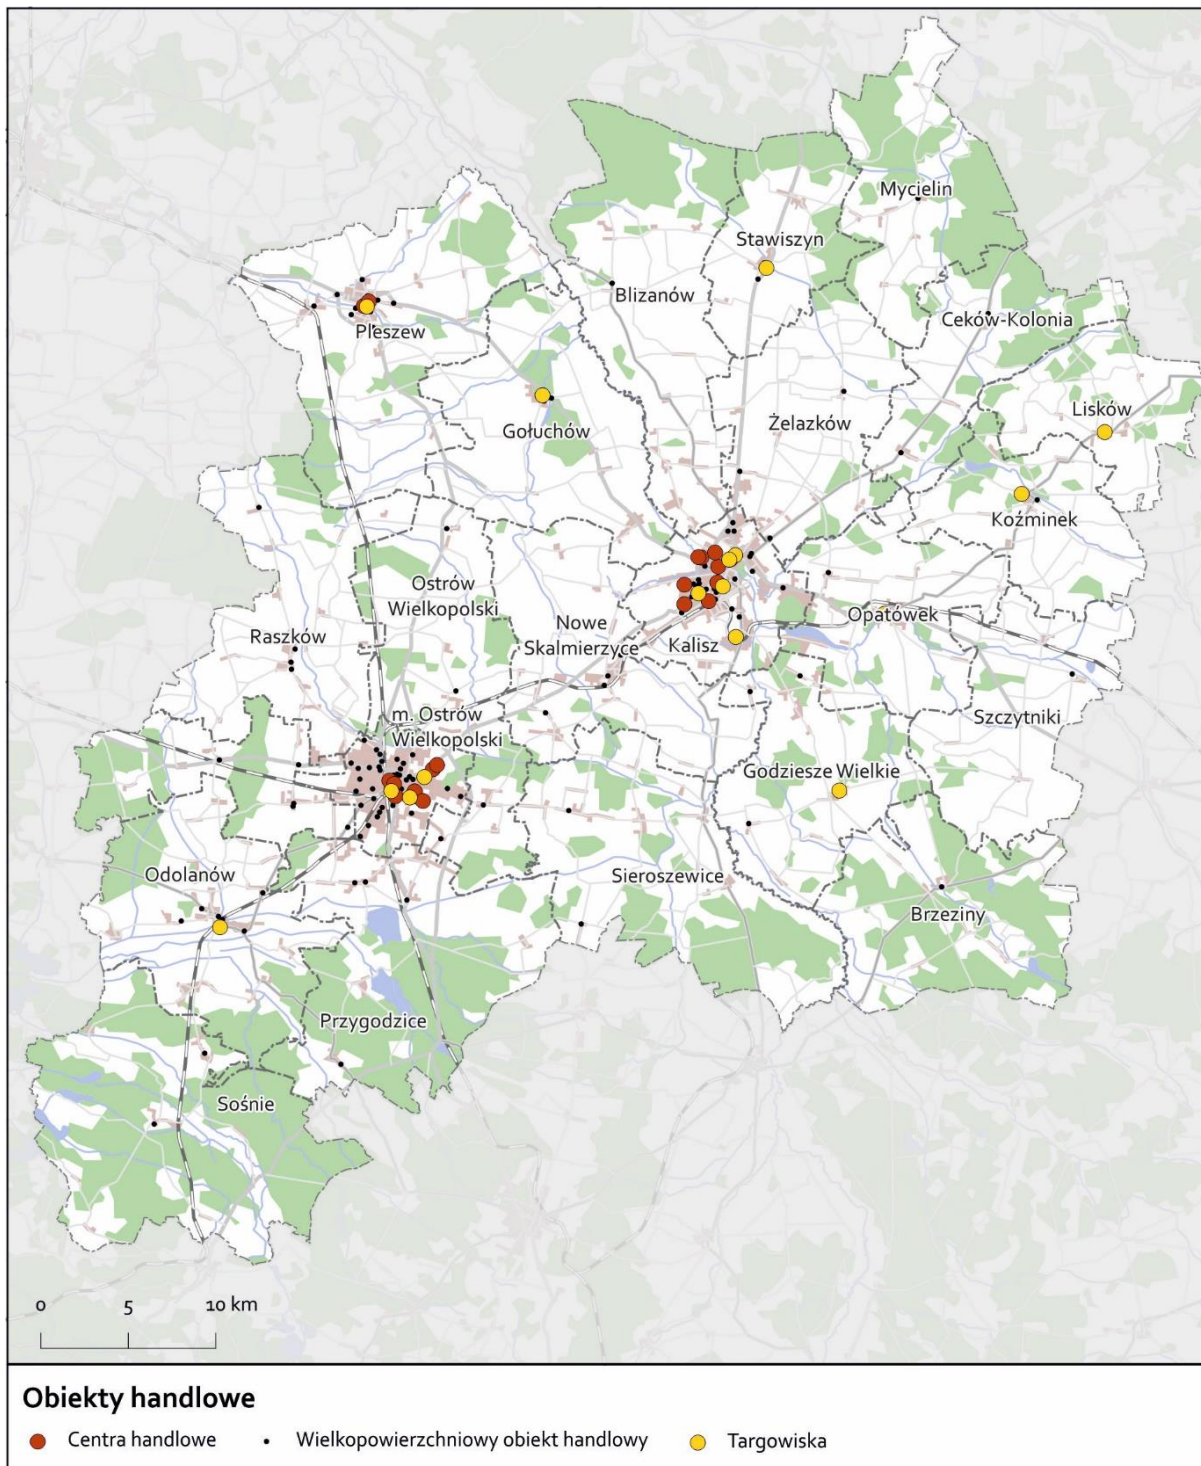 Mycielin
Stawiszyn
Blizanów
Ceków-Kolonia
Pleszew
Lisków
Żelazków
Gołuchów
Koźminek
Ostrów
Wielkopolski
Opatówek
Nowe
Skalmierzyce
Raszków
Kalisz
Szczytniki
m. Ostrów
Wielkopolski
Godziesze Wielkie
Odolanów
Sieroszewice
Brzeziny
Przygodzice
Sośnie
0 5 10 km
Obiekty handlowe
Centra handlowe Wielkopowierzchniowy obiekt handlowy Targowiska